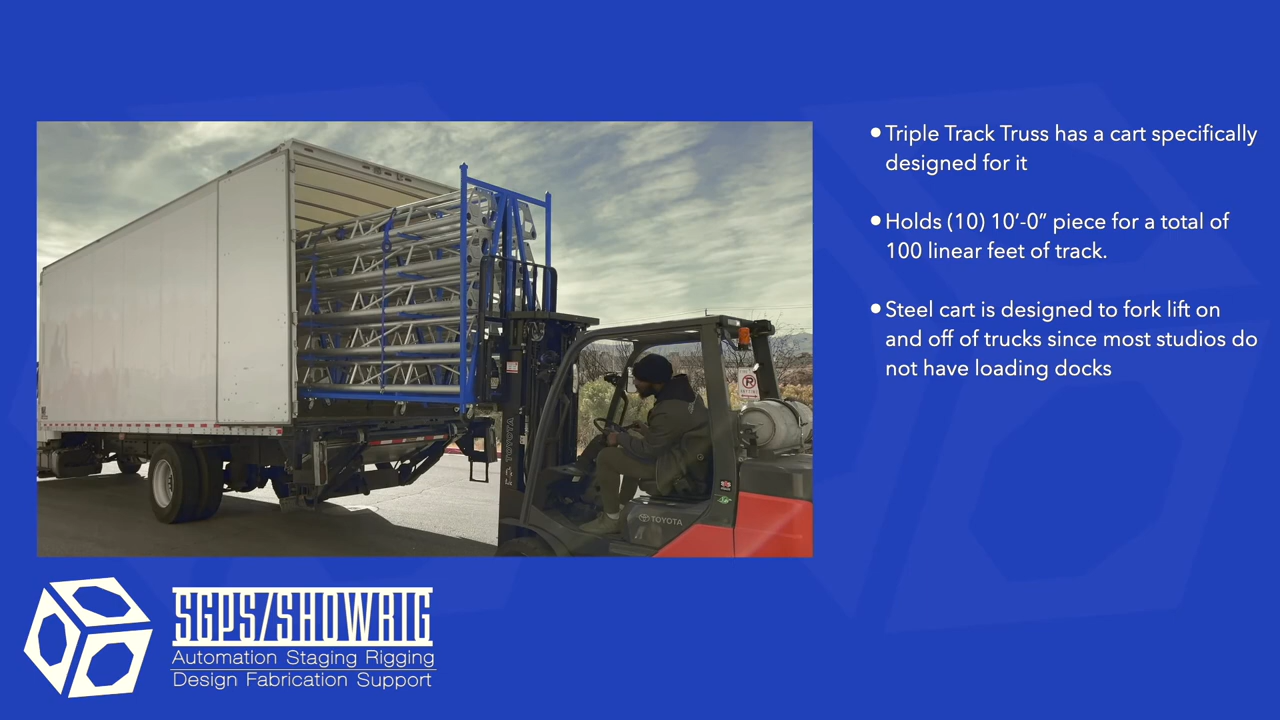 • Triple Track Truss has a cart specifically
designed for it
• Holds (10) 10’-0” piece for a total of
100 linear feet of track.
• Steel cart is designed to fork lift on
and off of trucks since most studios do
not have loading docks
TOYOTA
TOYOTA
SGPS/SHOWRIG
Automation Staging Rigging
Design Fabrication Support